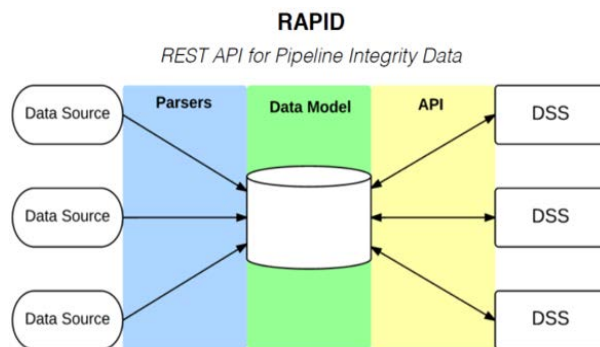 RAPID
REST API for Pipeline Integrity Data
Parsers
Data Model
API
Data Source
DSS
Data Source
DSS
Data Source
DSS